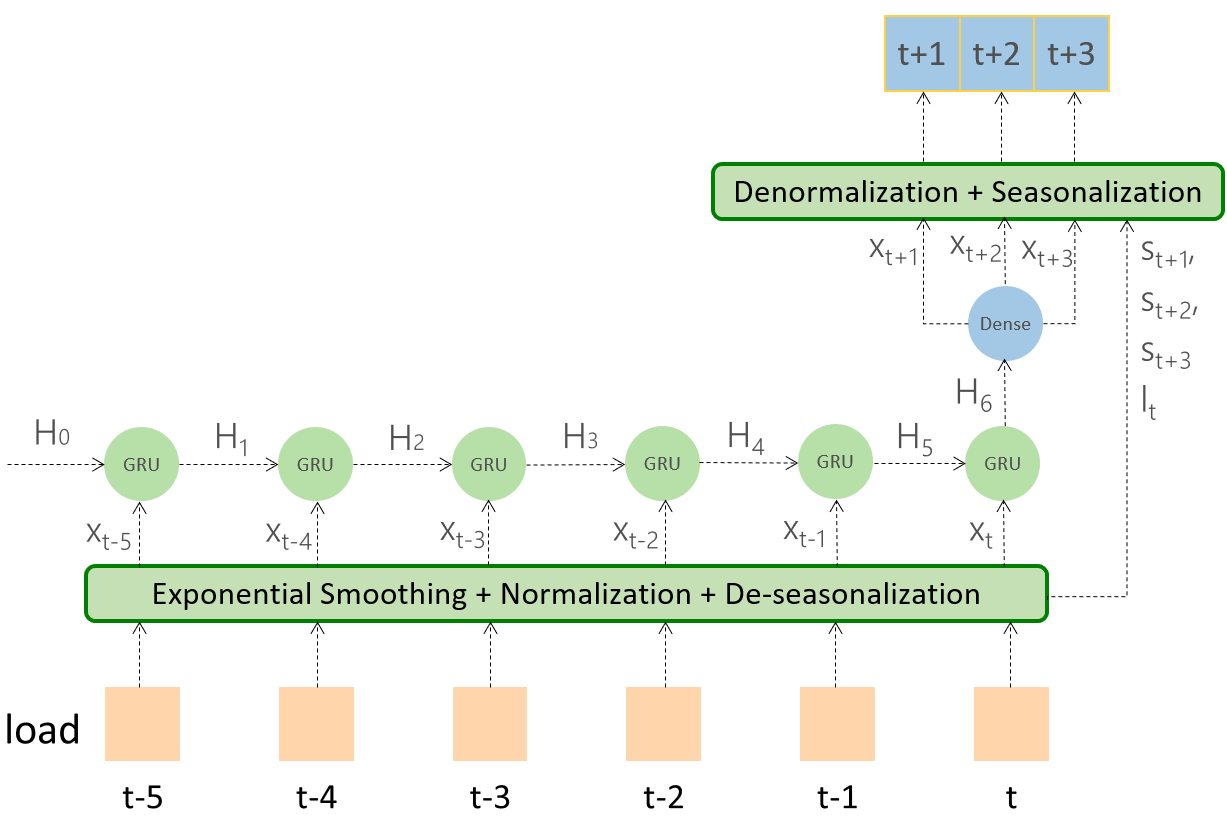 t+1 t+2 t+3
Denormalization + Seasonalization
x_{t+1} x_{t+2} x_{t+3}
s_{t+1},
s_{t+2},
s_{t+3}
l_t
Dense
H_6
H_0 H_1 H_2 H_3 H_4 H_5
GRU GRU GRU GRU GRU GRU
x_{t-5} x_{t-4} x_{t-3} x_{t-2} x_{t-1} x_t
Exponential Smoothing + Normalization + De-seasonalization
load
t-5 t-4 t-3 t-2 t-1 t